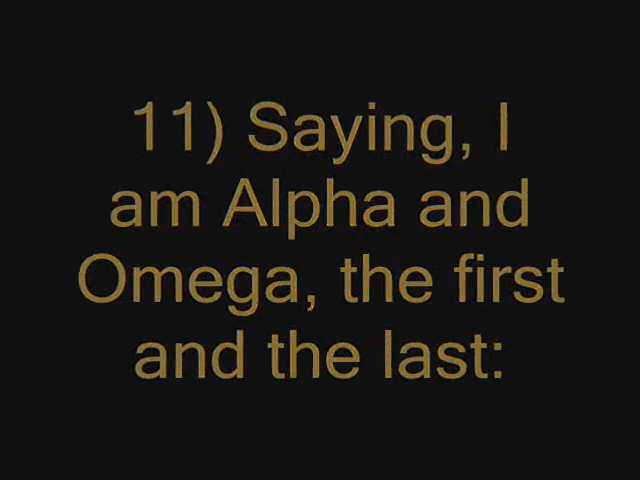 11) Saying, I
am Alpha and
Omega, the first
and the last: